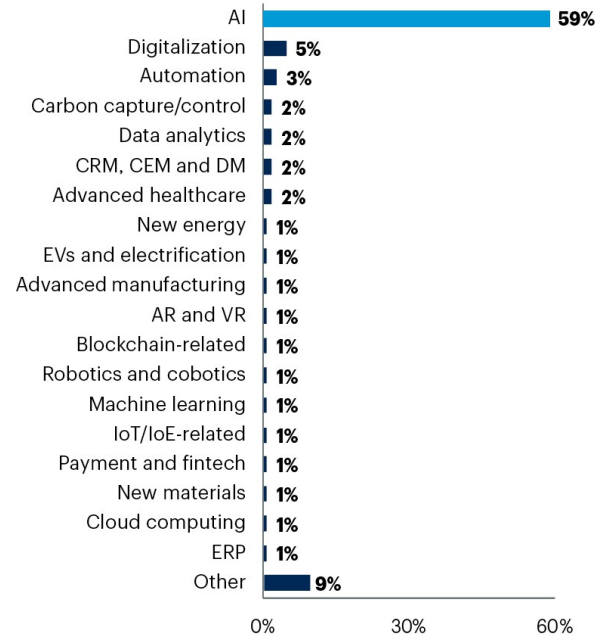 AI 59%
Digitalization 5%
Automation 3%
Carbon capture/control 2%
Data analytics 2%
CRM, CEM and DM 2%
Advanced healthcare 2%
New energy 1%
EVs and electrification 1%
Advanced manufacturing 1%
AR and VR 1%
Blockchain-related 1%
Robotics and cobotics 1%
Machine learning 1%
IoT/IoE-related 1%
Payment and fintech 1%
New materials 1%
Cloud computing 1%
ERP 1%
Other 9%
0% 30% 60%